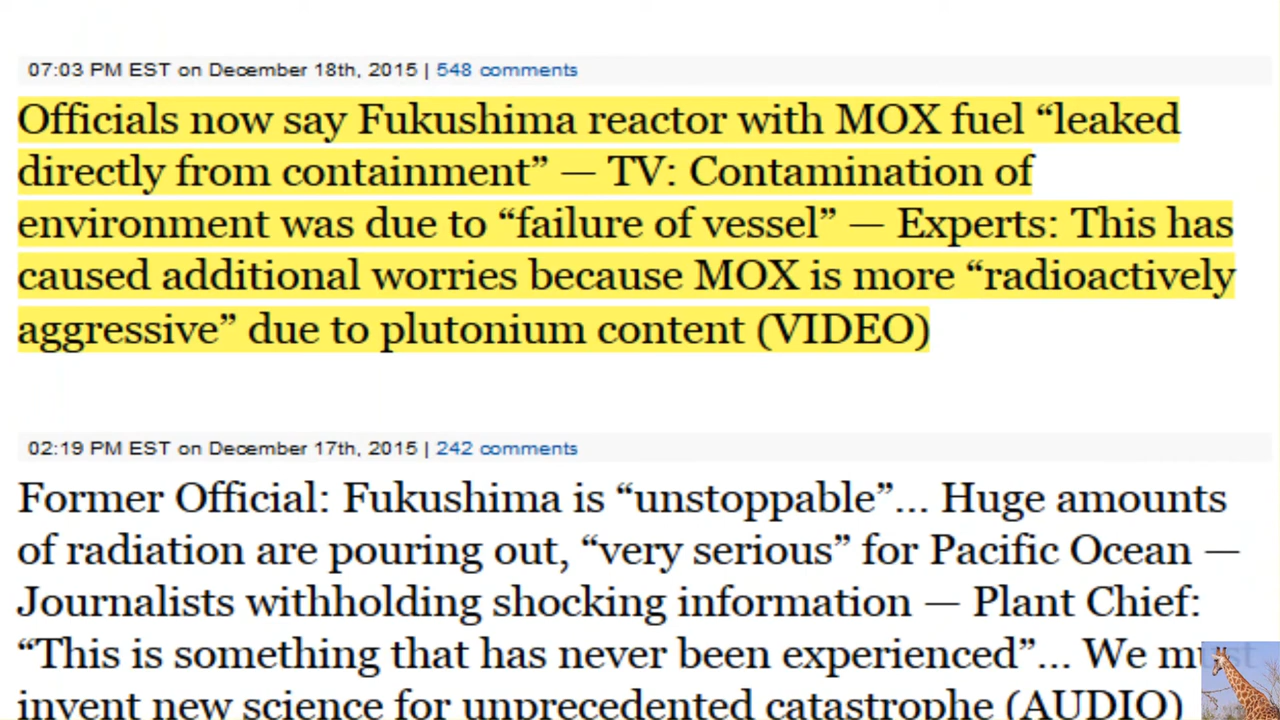 07:03 PM EST on December 18th, 2015 | 548 comments
Officials now say Fukushima reactor with MOX fuel “leaked
directly from containment” — TV: Contamination of
environment was due to “failure of vessel” — Experts: This has
caused additional worries because MOX is more “radioactively
aggressive” due to plutonium content (VIDEO)
02:19 PM EST on December 17th, 2015 | 242 comments
Former Official: Fukushima is “unstoppable”... Huge amounts
of radiation are pouring out, “very serious” for Pacific Ocean —
Journalists withholding shocking information — Plant Chief:
“This is something that has never been experienced”... We must
invent new science for unprecedented catastrophe (AUDIO)